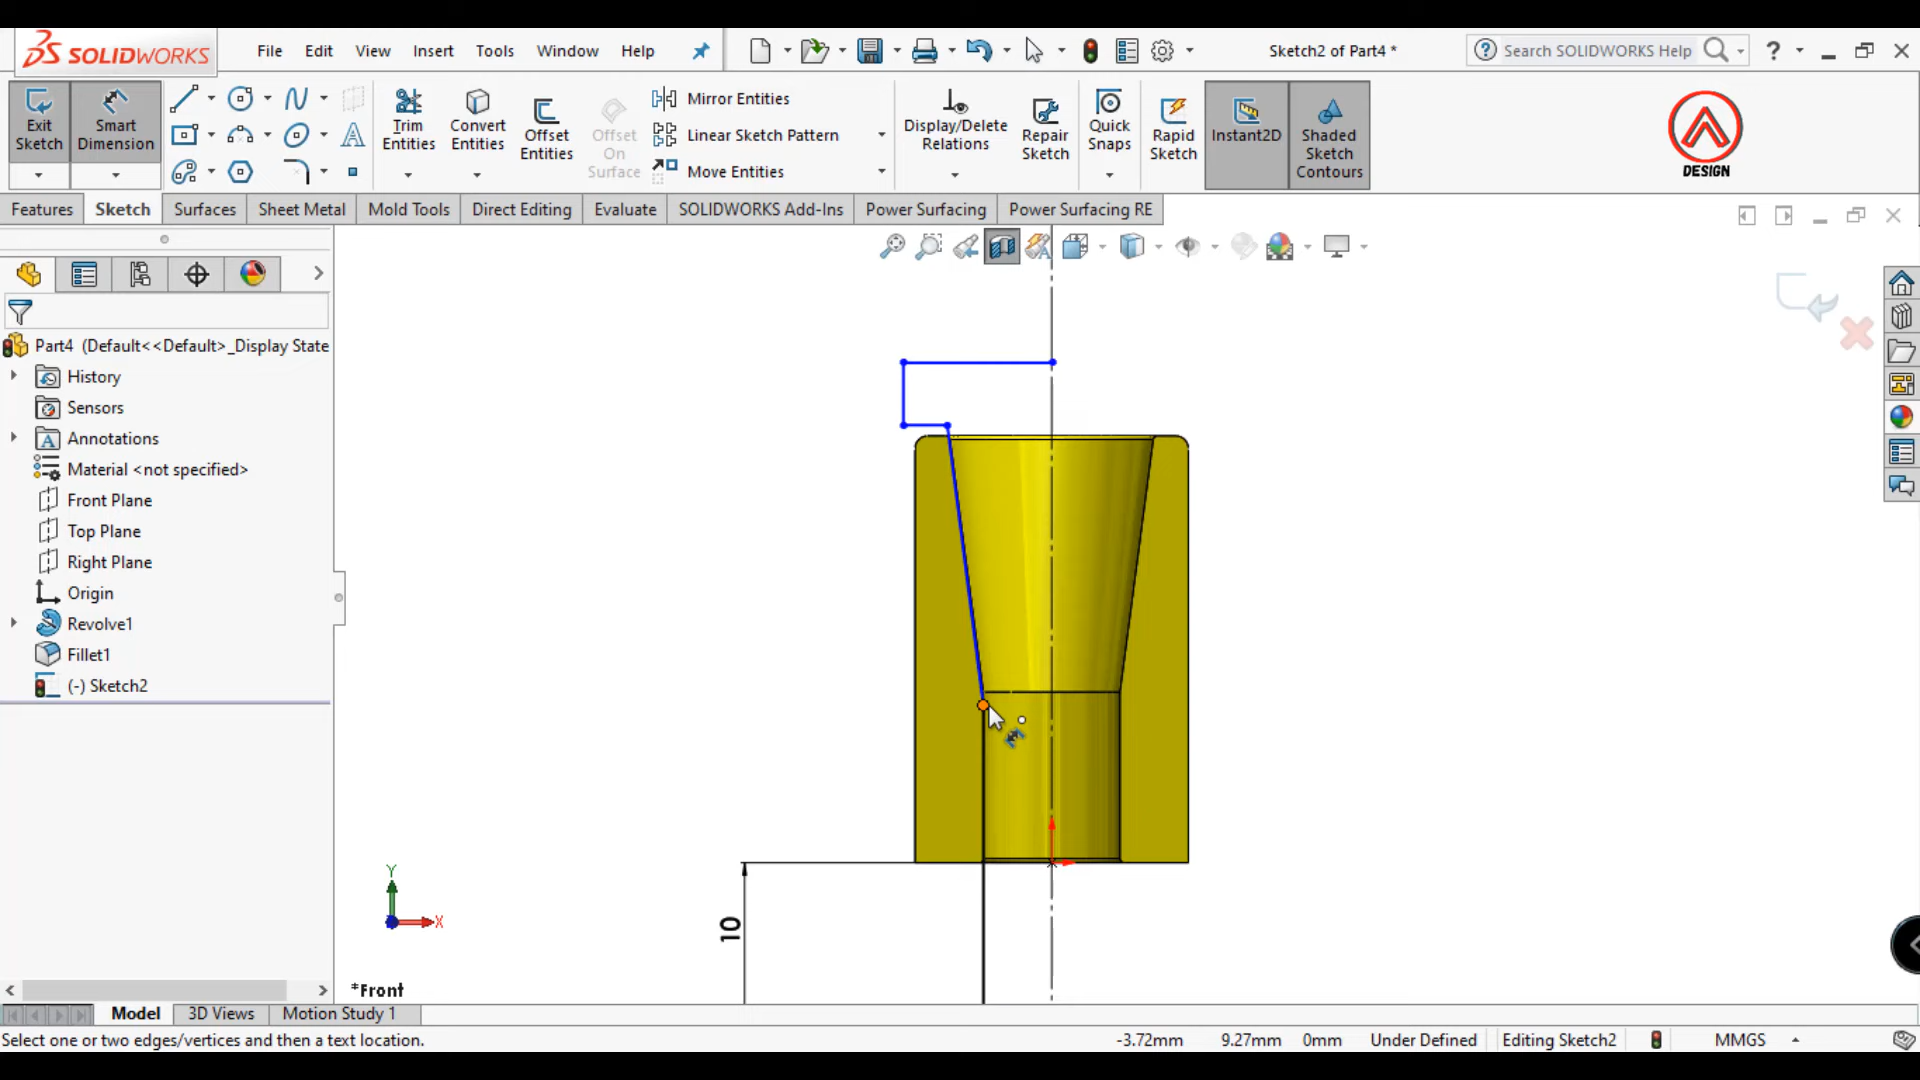 SOLIDWORKS File Edit View Insert Tools Window Help Sketch2 of Part4 * Search SOLIDWORKS Help ?
Exit Sketch
Smart Dimension
Trim Entities
Convert Entities
Offset Entities
Offset On Surface
Mirror Entities
Linear Sketch Pattern
Move Entities
Display/Delete Relations
Repair Sketch
Quick Snaps
Rapid Sketch
Instant2D
Shaded Sketch Contours
DESIGN
Features Sketch Surfaces Sheet Metal Mold Tools Direct Editing Evaluate SOLIDWORKS Add-Ins Power Surfacing Power Surfacing RE
Part4 (Default<<Default>_Display State
History
Sensors
Annotations
Material <not specified>
Front Plane
Top Plane
Right Plane
Origin
Revolve1
Fillet1
(-) Sketch2
10
Y
X
*Front
Model 3D Views Motion Study 1
Select one or two edges/vertices and then a text location. -3.72mm 9.27mm 0mm Under Defined Editing Sketch2 MMGS